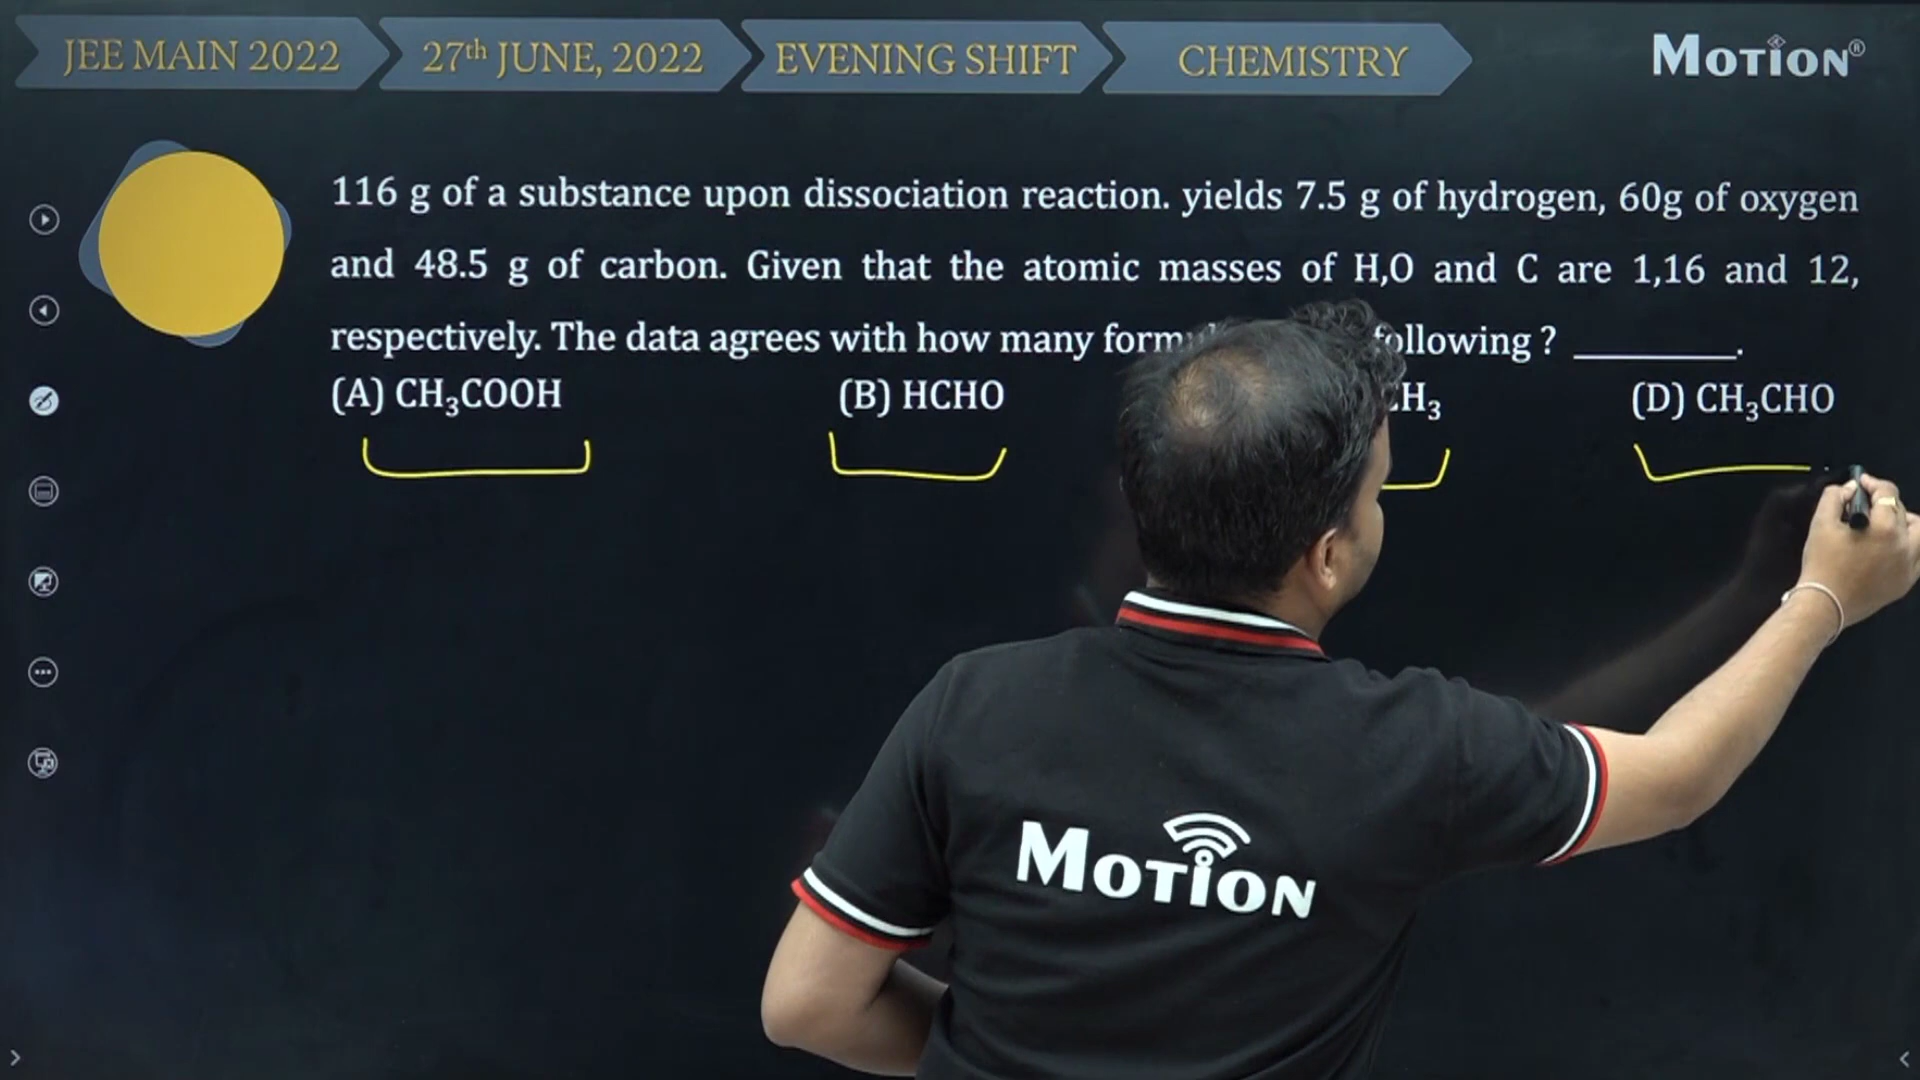 JEE MAIN 2022 27th JUNE, 2022 EVENING SHIFT CHEMISTRY MOTION®
116 g of a substance upon dissociation reaction. yields 7.5 g of hydrogen, 60g of oxygen
and 48.5 g of carbon. Given that the atomic masses of H,O and C are 1,16 and 12,
respectively. The data agrees with how many following ? ________.
(A) CH₃COOH (B) HCHO H₃ (D) CH₃CHO
MOTION